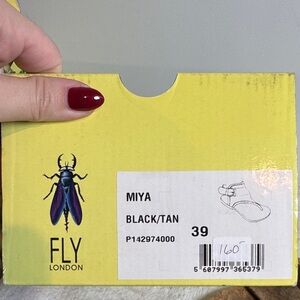 MIYA
BLACK/TAN
P142974000
39
160
5 607997 365379
FLY
LONDON